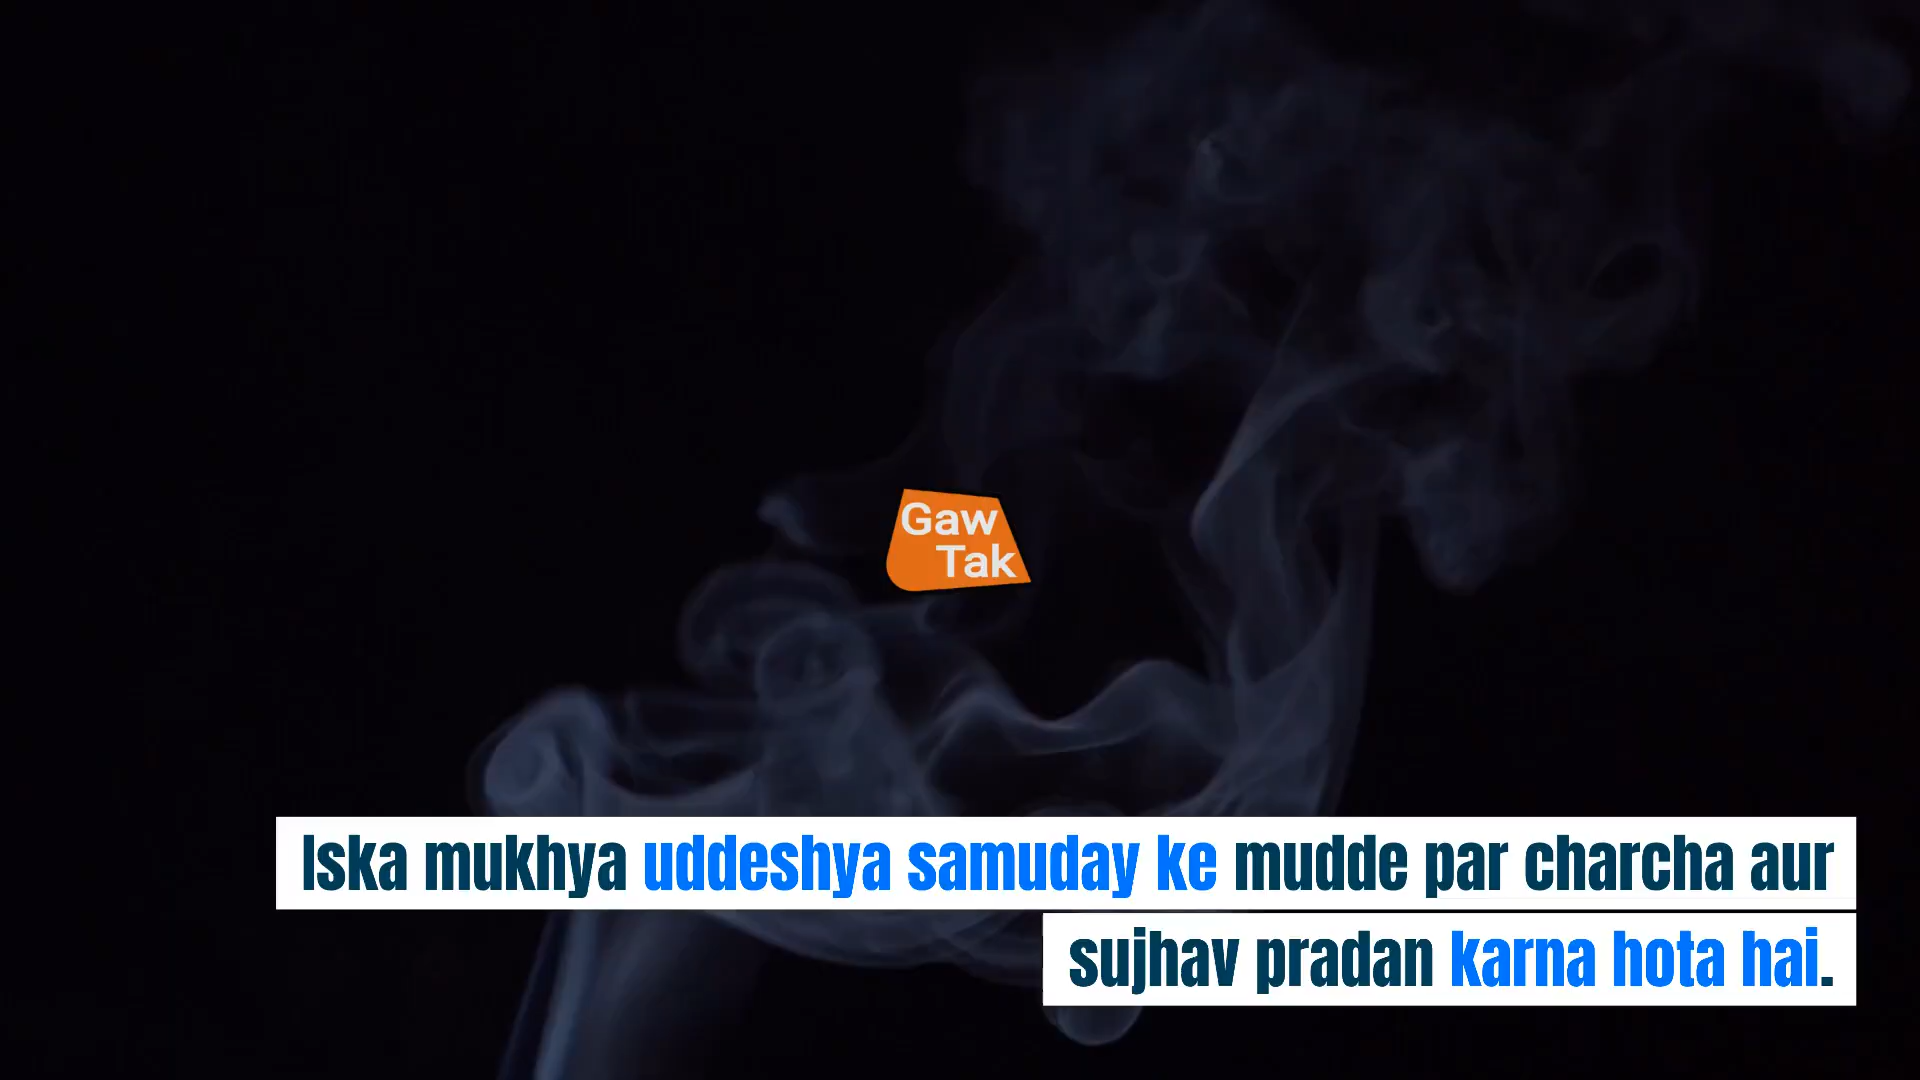 Gaw
Tak
Iska mukhya uddeshya samuday ke mudde par charcha aur
sujhav pradan karna hota hai.